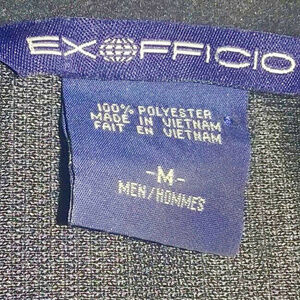 EXOFFICIO
100% POLYESTER
MADE IN VIETNAM
FAIT EN VIETNAM
-M-
MEN/HOMMES